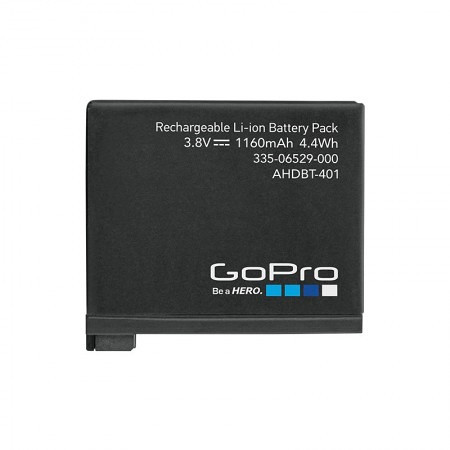 Rechargeable Li-ion Battery Pack
3.8V⎓ 1160mAh 4.4Wh
335-06529-000
AHDBT-401
GoPro
Be a HERO.